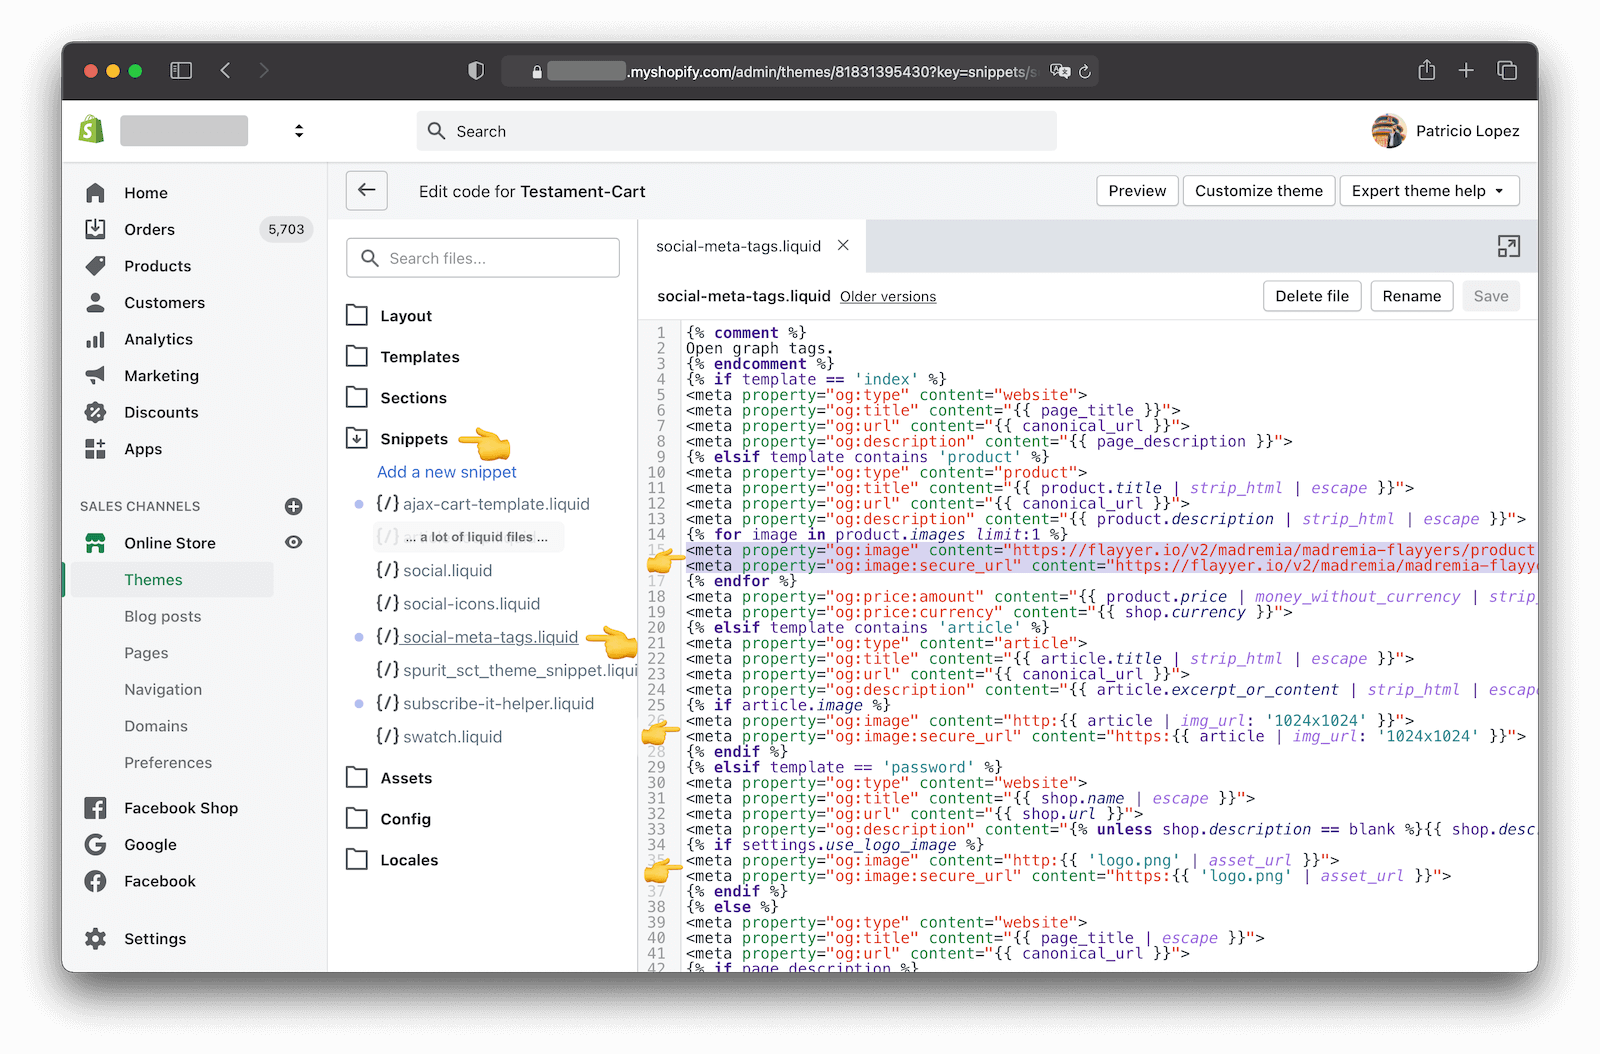 .myshopify.com/admin/themes/81831395430?key=snippets/s
Search
Patricio Lopez
Home
Orders 5,703
Products
Customers
Analytics
Marketing
Discounts
Apps
SALES CHANNELS
Online Store
Themes
Blog posts
Pages
Navigation
Domains
Preferences
Facebook Shop
Google
Facebook
Settings
Edit code for Testament-Cart
Preview
Customize theme
Expert theme help
Search files...
Layout
Templates
Sections
Snippets
Add a new snippet
{/} ajax-cart-template.liquid
{/} ... a lot of liquid files ...
{/} social.liquid
{/} social-icons.liquid
{/} social-meta-tags.liquid
{/} spurit_sct_theme_snippet.liqui
{/} subscribe-it-helper.liquid
{/} swatch.liquid
Assets
Config
Locales
social-meta-tags.liquid
social-meta-tags.liquid Older versions
Delete file
Rename
Save
1 {% comment %}
2 Open graph tags.
3 {% endcomment %}
4 {% if template == 'index' %}
5 <meta property="og:type" content="website">
6 <meta property="og:title" content="{{ page_title }}">
7 <meta property="og:url" content="{{ canonical_url }}">
8 <meta property="og:description" content="{{ page_description }}">
9 {% elsif template contains 'product' %}
10 <meta property="og:type" content="product">
11 <meta property="og:title" content="{{ product.title | strip_html | escape }}">
12 <meta property="og:url" content="{{ canonical_url }}">
13 <meta property="og:description" content="{{ product.description | strip_html | escape }}">
14 {% for image in product.images limit:1 %}
15 <meta property="og:image" content="https://flayyer.io/v2/madremia/madremia-flayyers/product
<meta property="og:image:secure_url" content="https://flayyer.io/v2/madremia/madremia-flayye
17 {% endfor %}
18 <meta property="og:price:amount" content="{{ product.price | money_without_currency | strip_
19 <meta property="og:price:currency" content="{{ shop.currency }}">
20 {% elsif template contains 'article' %}
21 <meta property="og:type" content="article">
22 <meta property="og:title" content="{{ article.title | strip_html | escape }}">
23 <meta property="og:url" content="{{ canonical_url }}">
24 <meta property="og:description" content="{{ article.excerpt_or_content | strip_html | escape
25 {% if article.image %}
26 <meta property="og:image" content="http:{{ article | img_url: '1024x1024' }}">
<meta property="og:image:secure_url" content="https:{{ article | img_url: '1024x1024' }}">
28 {% endif %}
29 {% elsif template == 'password' %}
30 <meta property="og:type" content="website">
31 <meta property="og:title" content="{{ shop.name | escape }}">
32 <meta property="og:url" content="{{ shop.url }}">
33 <meta property="og:description" content="{% unless shop.description == blank %}{{ shop.desc
34 {% if settings.use_logo_image %}
35 <meta property="og:image" content="http:{{ 'logo.png' | asset_url }}">
<meta property="og:image:secure_url" content="https:{{ 'logo.png' | asset_url }}">
37 {% endif %}
38 {% else %}
39 <meta property="og:type" content="website">
40 <meta property="og:title" content="{{ page_title | escape }}">
41 <meta property="og:url" content="{{ canonical_url }}">
42 {% if page_description %}